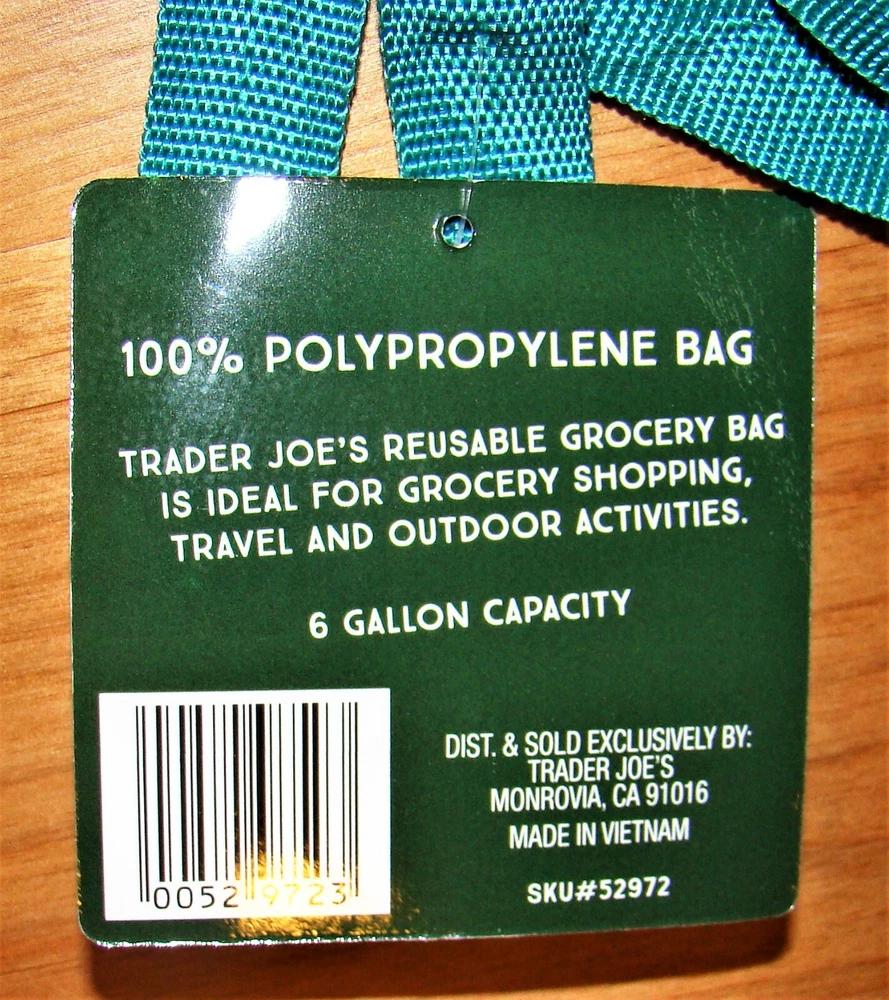 100% POLYPROPYLENE BAG
TRADER JOE'S REUSABLE GROCERY BAG
IS IDEAL FOR GROCERY SHOPPING,
TRAVEL AND OUTDOOR ACTIVITIES.
6 GALLON CAPACITY
0052 9723
DIST. & SOLD EXCLUSIVELY BY:
TRADER JOE'S
MONROVIA, CA 91016
MADE IN VIETNAM
SKU#52972